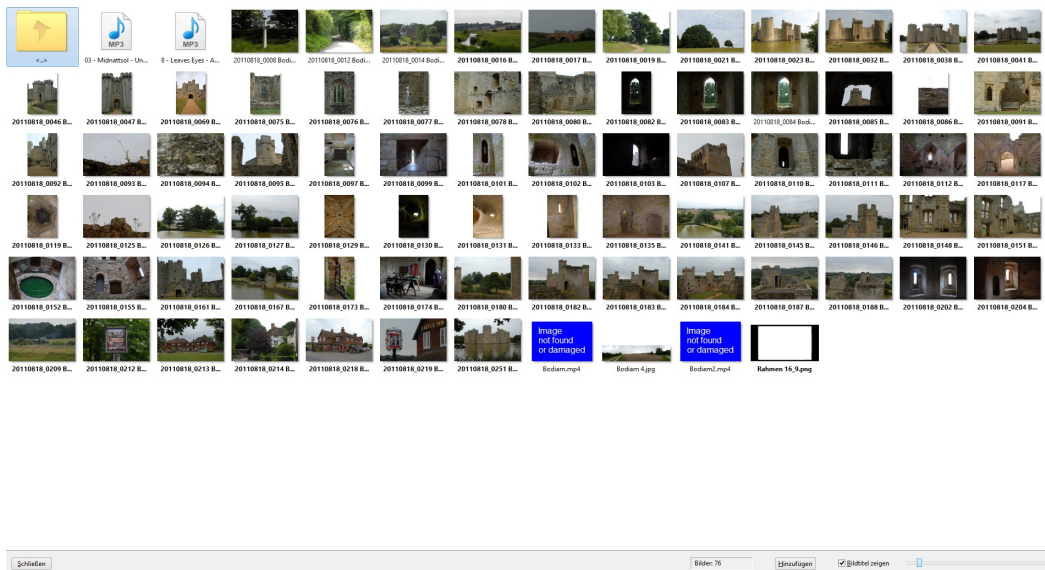 MP3
MP3
<..>
03 - Midnattsol - Un...
8 - Leaves Eyes - A...
20110818_0008 Bodi...
20110818_0012 Bodi...
20110818_0014 Bodi...
20110818_0016 B...
20110818_0017 B...
20110818_0019 B...
20110818_0021 B...
20110818_0023 B...
20110818_0032 B...
20110818_0038 B...
20110818_0041 B...
20110818_0046 B...
20110818_0047 B...
20110818_0069 B...
20110818_0075 B...
20110818_0076 B...
20110818_0077 B...
20110818_0078 B...
20110818_0080 B...
20110818_0082 B...
20110818_0083 B...
20110818_0084 Bodi...
20110818_0085 B...
20110818_0086 B...
20110818_0091 B...
20110818_0092 B...
20110818_0093 B...
20110818_0094 B...
20110818_0095 B...
20110818_0097 B...
20110818_0099 B...
20110818_0101 B...
20110818_0102 B...
20110818_0103 B...
20110818_0107 B...
20110818_0110 B...
20110818_0111 B...
20110818_0112 B...
20110818_0117 B...
20110818_0119 B...
20110818_0125 B...
20110818_0126 B...
20110818_0127 B...
20110818_0129 B...
20110818_0130 B...
20110818_0131 B...
20110818_0133 B...
20110818_0135 B...
20110818_0141 B...
20110818_0145 B...
20110818_0146 B...
20110818_0148 B...
20110818_0151 B...
20110818_0152 B...
20110818_0155 B...
20110818_0161 B...
20110818_0167 B...
20110818_0173 B...
20110818_0174 B...
20110818_0180 B...
20110818_0182 B...
20110818_0183 B...
20110818_0184 B...
20110818_0187 B...
20110818_0188 B...
20110818_0202 B...
20110818_0204 B...
CASTLE INN
Image
not found
or damaged
Image
not found
or damaged
20110818_0209 B...
20110818_0212 B...
20110818_0213 B...
20110818_0214 B...
20110818_0218 B...
20110818_0219 B...
20110818_0251 B...
Bodiam.mp4
Bodiam 4.jpg
Bodiam2.mp4
Rahmen 16_9.png
Schließen
Bilder: 76
Hinzufügen
Bildtitel zeigen